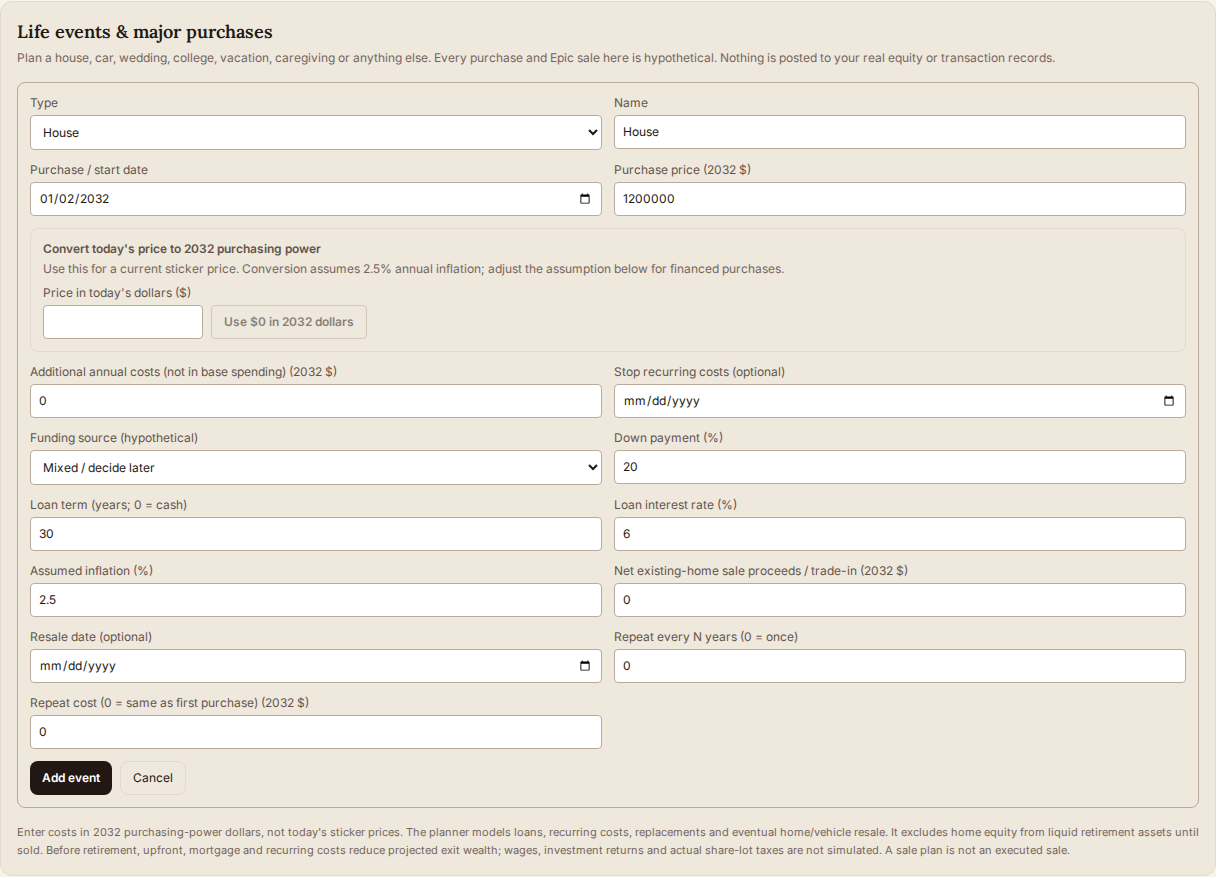 Life events & major purchases
Plan a house, car, wedding, college, vacation, caregiving or anything else. Every purchase and Epic sale here is hypothetical. Nothing is posted to your real equity or transaction records.
Type
Name
House
House
Purchase / start date
Purchase price (2032 $)
01/02/2032
1200000
Convert today's price to 2032 purchasing power
Use this for a current sticker price. Conversion assumes 2.5% annual inflation; adjust the assumption below for financed purchases.
Price in today's dollars ($)
Use $0 in 2032 dollars
Additional annual costs (not in base spending) (2032 $)
Stop recurring costs (optional)
0
mm/dd/yyyy
Funding source (hypothetical)
Down payment (%)
Mixed / decide later
20
Loan term (years; 0 = cash)
Loan interest rate (%)
30
6
Assumed inflation (%)
Net existing-home sale proceeds / trade-in (2032 $)
2.5
0
Resale date (optional)
Repeat every N years (0 = once)
mm/dd/yyyy
0
Repeat cost (0 = same as first purchase) (2032 $)
0
Add event
Cancel
Enter costs in 2032 purchasing-power dollars, not today's sticker prices. The planner models loans, recurring costs, replacements and eventual home/vehicle resale. It excludes home equity from liquid retirement assets until
sold. Before retirement, upfront, mortgage and recurring costs reduce projected exit wealth; wages, investment returns and actual share-lot taxes are not simulated. A sale plan is not an executed sale.